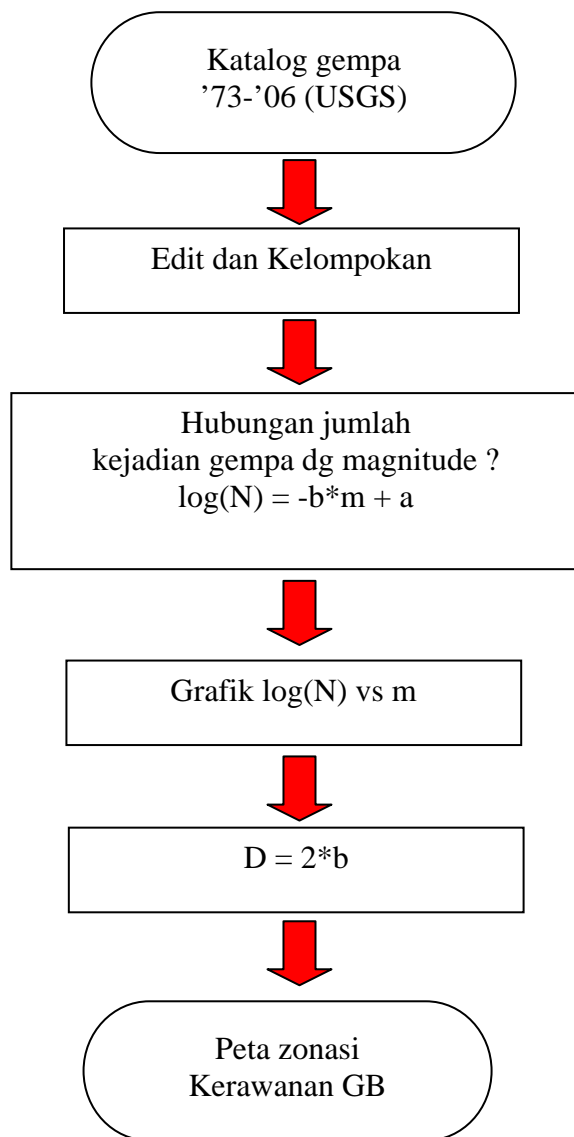 Katalog gempa
’73-’06 (USGS)
Edit dan Kelompokan
Hubungan jumlah
kejadian gempa dg magnitude ?
log(N) = -b*m + a
Grafik log(N) vs m
D = 2*b
Peta zonasi
Kerawanan GB